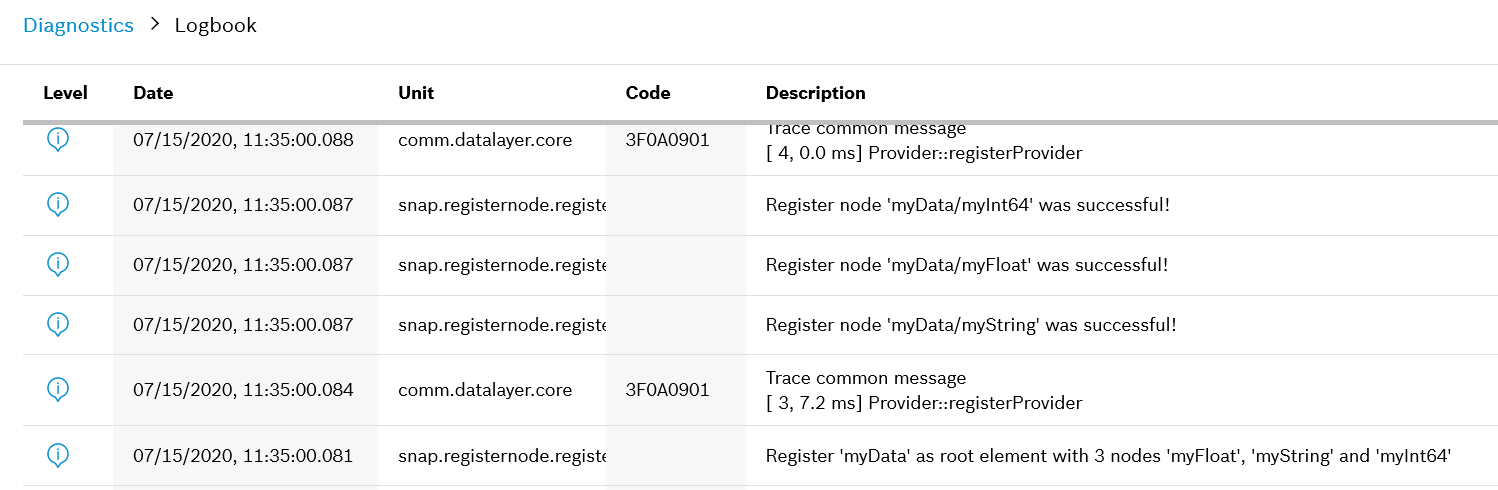 Diagnostics > Logbook
Level Date Unit Code Description
Trace common message
07/15/2020, 11:35:00.088 comm.datalayer.core 3F0A0901
[ 4, 0.0 ms] Provider::registerProvider
07/15/2020, 11:35:00.087 snap.registernode.registe Register node 'myData/myInt64' was successful!
07/15/2020, 11:35:00.087 snap.registernode.registe Register node 'myData/myFloat' was successful!
07/15/2020, 11:35:00.087 snap.registernode.registe Register node 'myData/myString' was successful!
Trace common message
07/15/2020, 11:35:00.084 comm.datalayer.core 3F0A0901
[ 3, 7.2 ms] Provider::registerProvider
07/15/2020, 11:35:00.081 snap.registernode.registe Register 'myData' as root element with 3 nodes 'myFloat', 'myString' and 'myInt64'